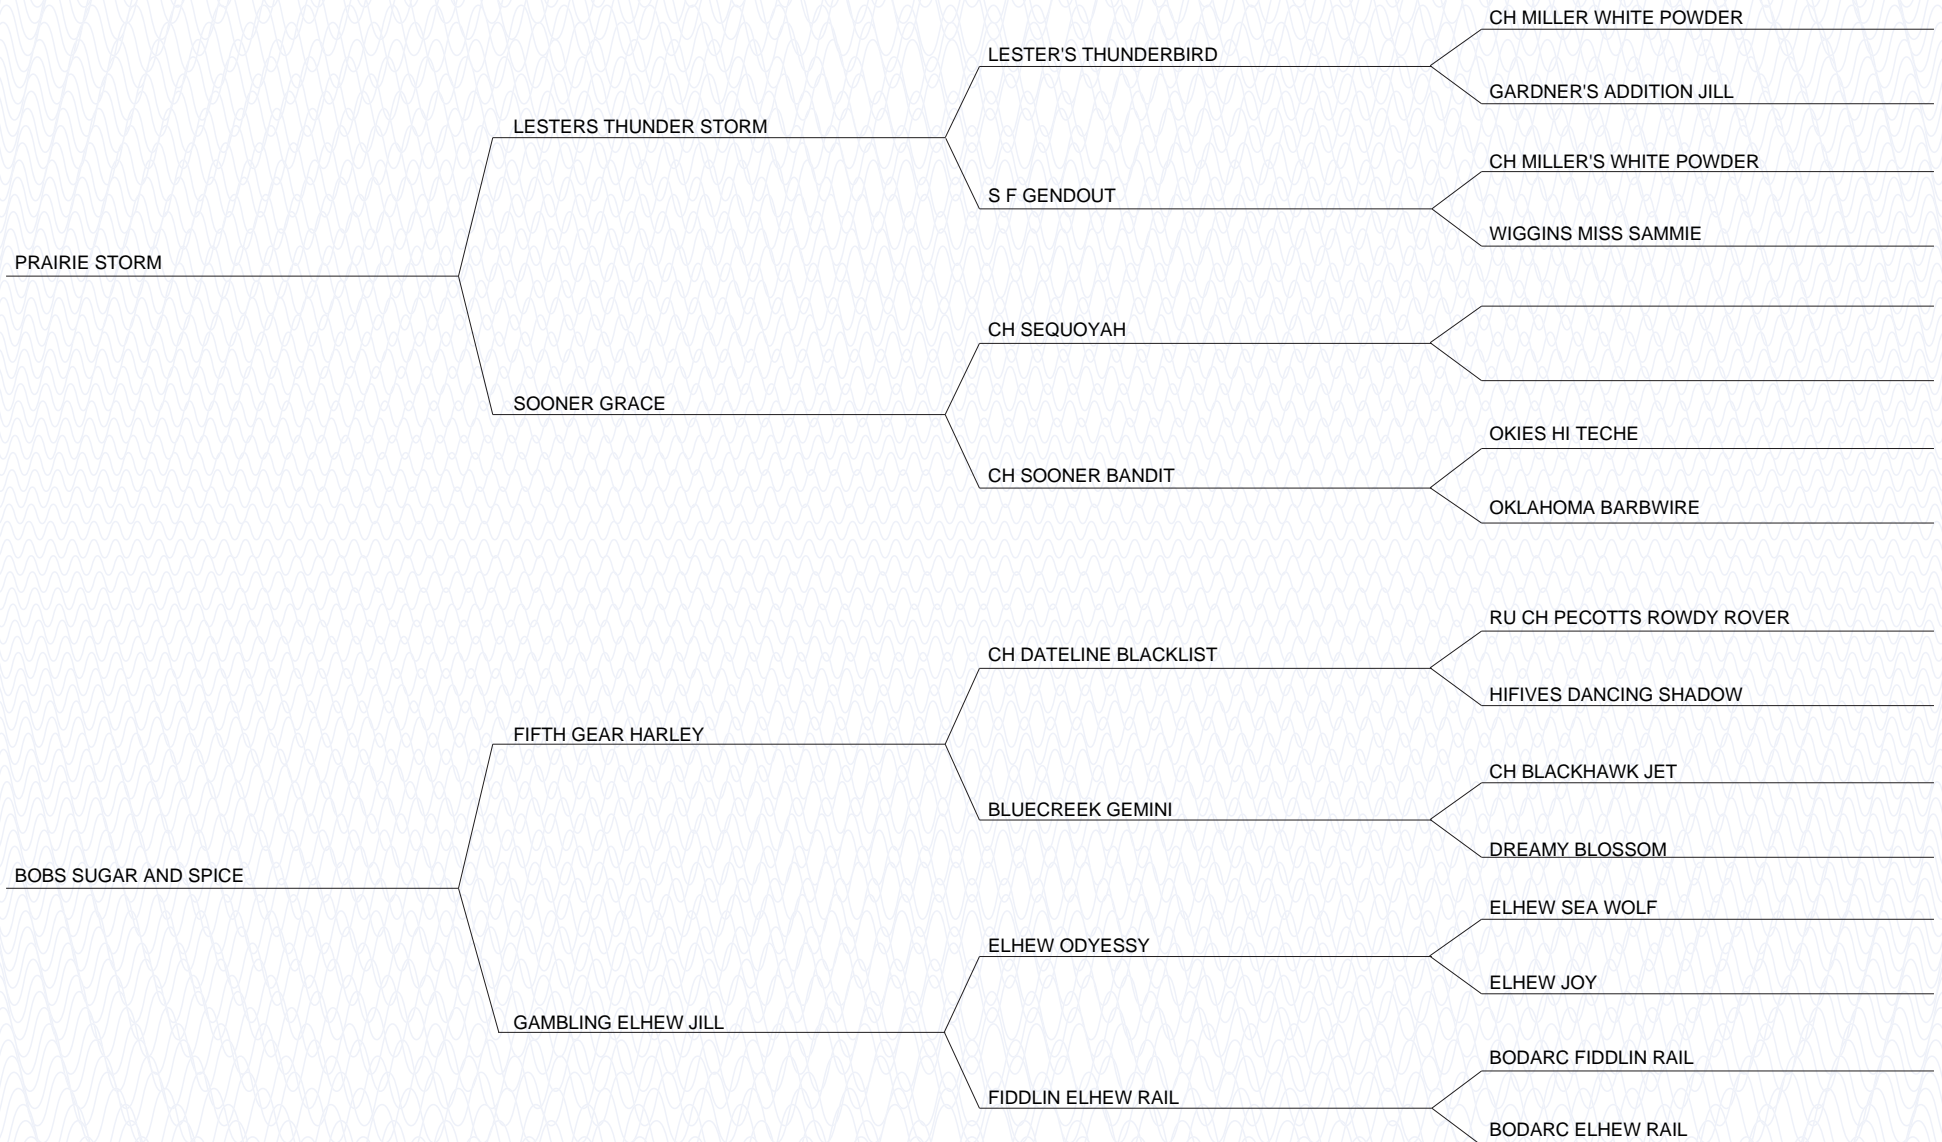 CH MILLER WHITE POWDER
LESTER'S THUNDERBIRD
GARDNER'S ADDITION JILL
LESTERS THUNDER STORM
CH MILLER'S WHITE POWDER
S F GENDOUT
WIGGINS MISS SAMMIE
PRAIRIE STORM
CH SEQUOYAH
SOONER GRACE
OKIES HI TECHE
CH SOONER BANDIT
OKLAHOMA BARBWIRE
RU CH PECOTTS ROWDY ROVER
CH DATELINE BLACKLIST
HIFIVES DANCING SHADOW
FIFTH GEAR HARLEY
CH BLACKHAWK JET
BLUECREEK GEMINI
DREAMY BLOSSOM
BOBS SUGAR AND SPICE
ELHEW SEA WOLF
ELHEW ODYESSY
ELHEW JOY
GAMBLING ELHEW JILL
BODARC FIDDLIN RAIL
FIDDLIN ELHEW RAIL
BODARC ELHEW RAIL